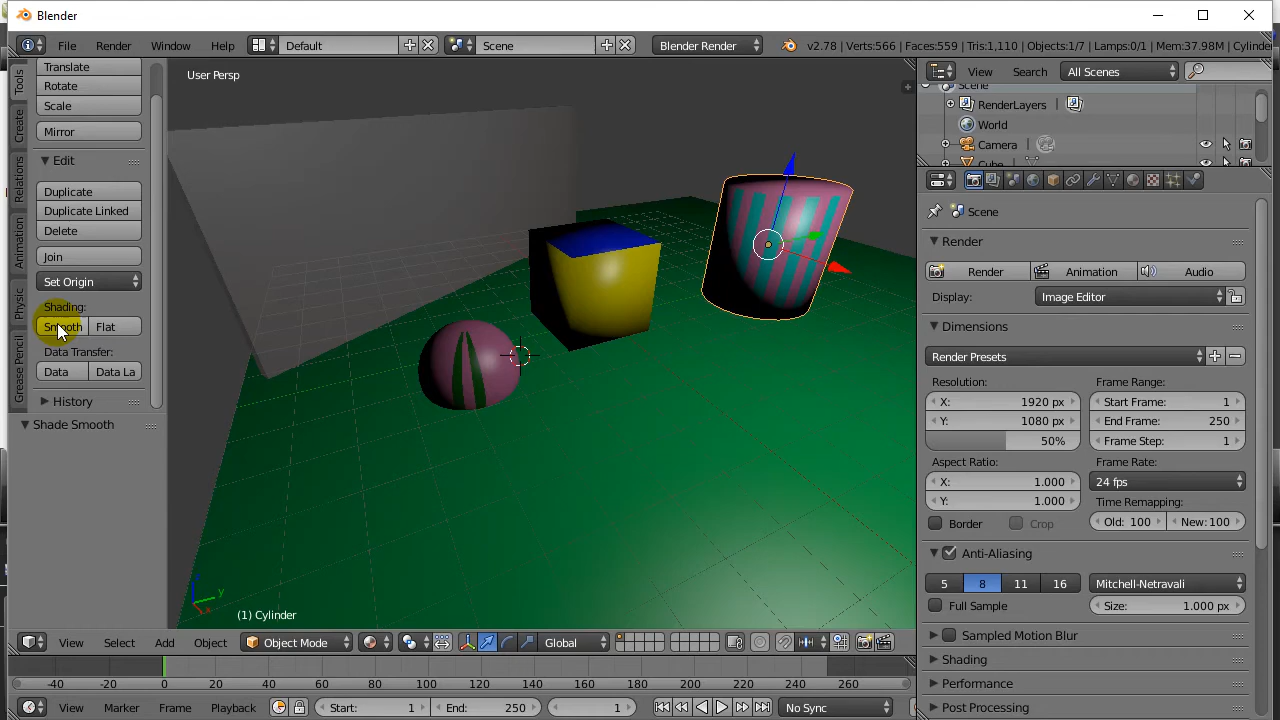 Blender
File Render Window Help Default Scene Blender Render v2.78 | Verts:566 | Faces:559 | Tris:1,110 | Objects:1/7 | Lamps:0/1 | Mem:37.98M | Cylinde
Tools
Create
Relations
Animation
Physic
Grease Pencil
Translate
Rotate
Scale
Mirror
Edit
Duplicate
Duplicate Linked
Delete
Join
Set Origin
Shading:
Smooth Flat
Data Transfer:
Data Data La
History
Shade Smooth
User Persp
(1) Cylinder
View Select Add Object Object Mode Global
-40 -20 0 20 40 60 80 100 120 140 160 180 200 220 240 260
View Marker Frame Playback Start: 1 End: 250 1 No Sync
View Search All Scenes
Scene
RenderLayers
World
Camera
Cube
Scene
Render
Render Animation Audio
Display: Image Editor
Dimensions
Render Presets
Resolution: Frame Range:
X: 1920 px Start Frame: 1
Y: 1080 px End Frame: 250
50% Frame Step: 1
Aspect Ratio: Frame Rate:
X: 1.000 24 fps
Y: 1.000 Time Remapping:
Border Crop Old: 100 New: 100
Anti-Aliasing
5 8 11 16 Mitchell-Netravali
Full Sample Size: 1.000 px
Sampled Motion Blur
Shading
Performance
Post Processing